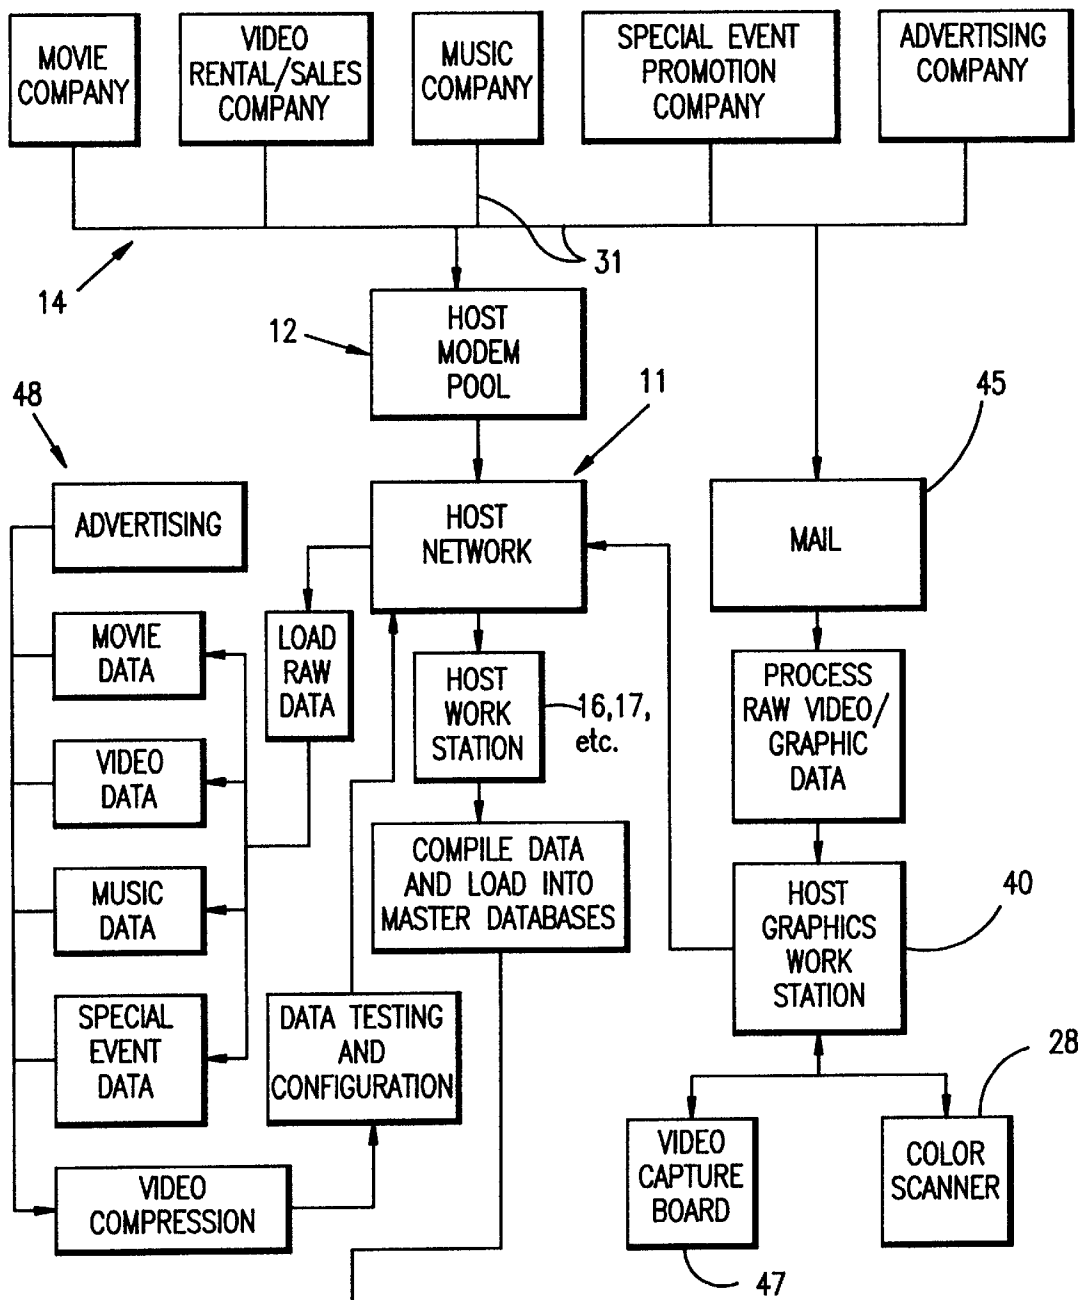 MOVIE
COMPANY
VIDEO
RENTAL/SALES
COMPANY
MUSIC
COMPANY
SPECIAL EVENT
PROMOTION
COMPANY
ADVERTISING
COMPANY
31
14
HOST
MODEM
POOL
12
11
45
48
ADVERTISING
HOST
NETWORK
MAIL
MOVIE
DATA
LOAD
RAW
DATA
HOST
WORK
STATION
16,17,
etc.
PROCESS
RAW VIDEO/
GRAPHIC
DATA
VIDEO
DATA
COMPILE DATA
AND LOAD INTO
MASTER DATABASES
MUSIC
DATA
HOST
GRAPHICS
WORK
STATION
40
SPECIAL
EVENT
DATA
DATA TESTING
AND
CONFIGURATION
28
VIDEO
CAPTURE
BOARD
COLOR
SCANNER
VIDEO
COMPRESSION
47